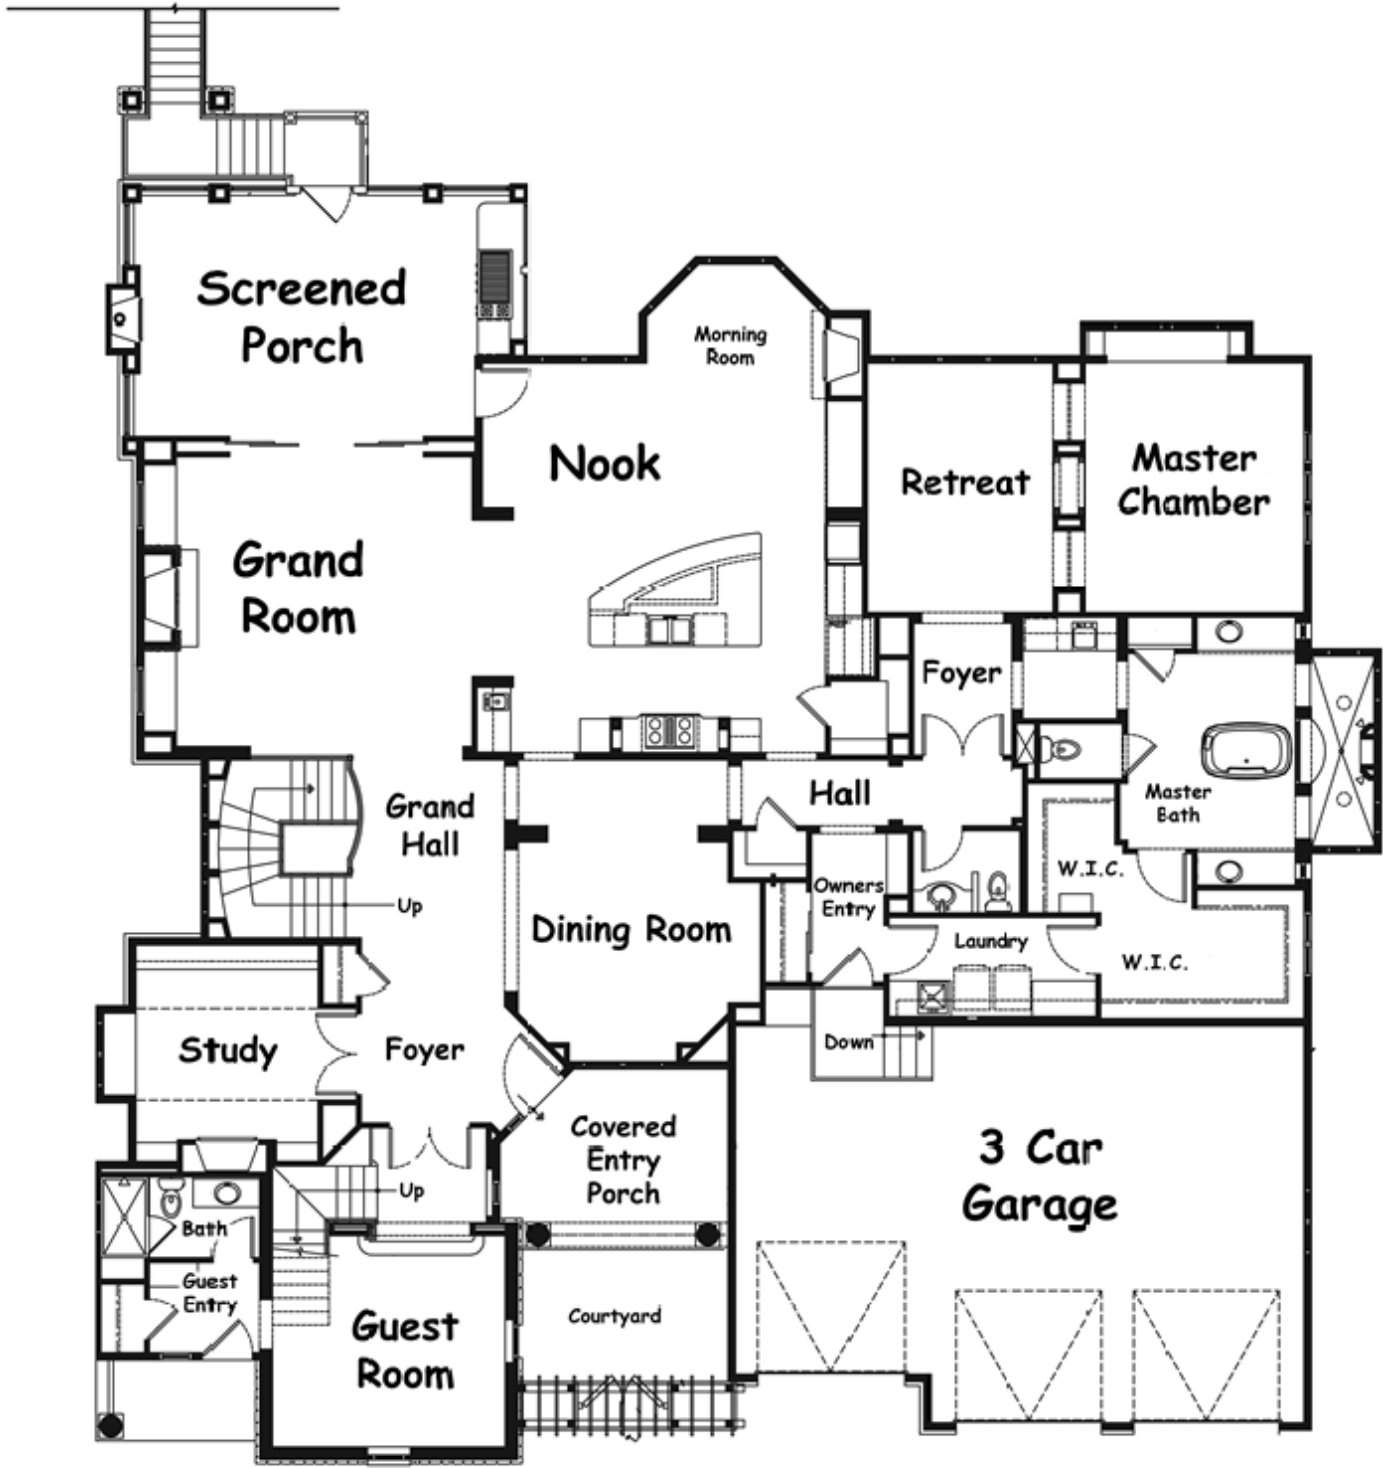 Screened
Porch
Morning
Room
Nook
Retreat
Master
Chamber
Grand
Room
Foyer
Grand
Hall
Hall
Master
Bath
Up
W.I.C.
Owners
Entry
Dining Room
Laundry
W.I.C.
Study
Foyer
Down
Covered
Entry
Porch
3 Car
Garage
Up
Bath
Guest
Entry
Guest
Room
Courtyard